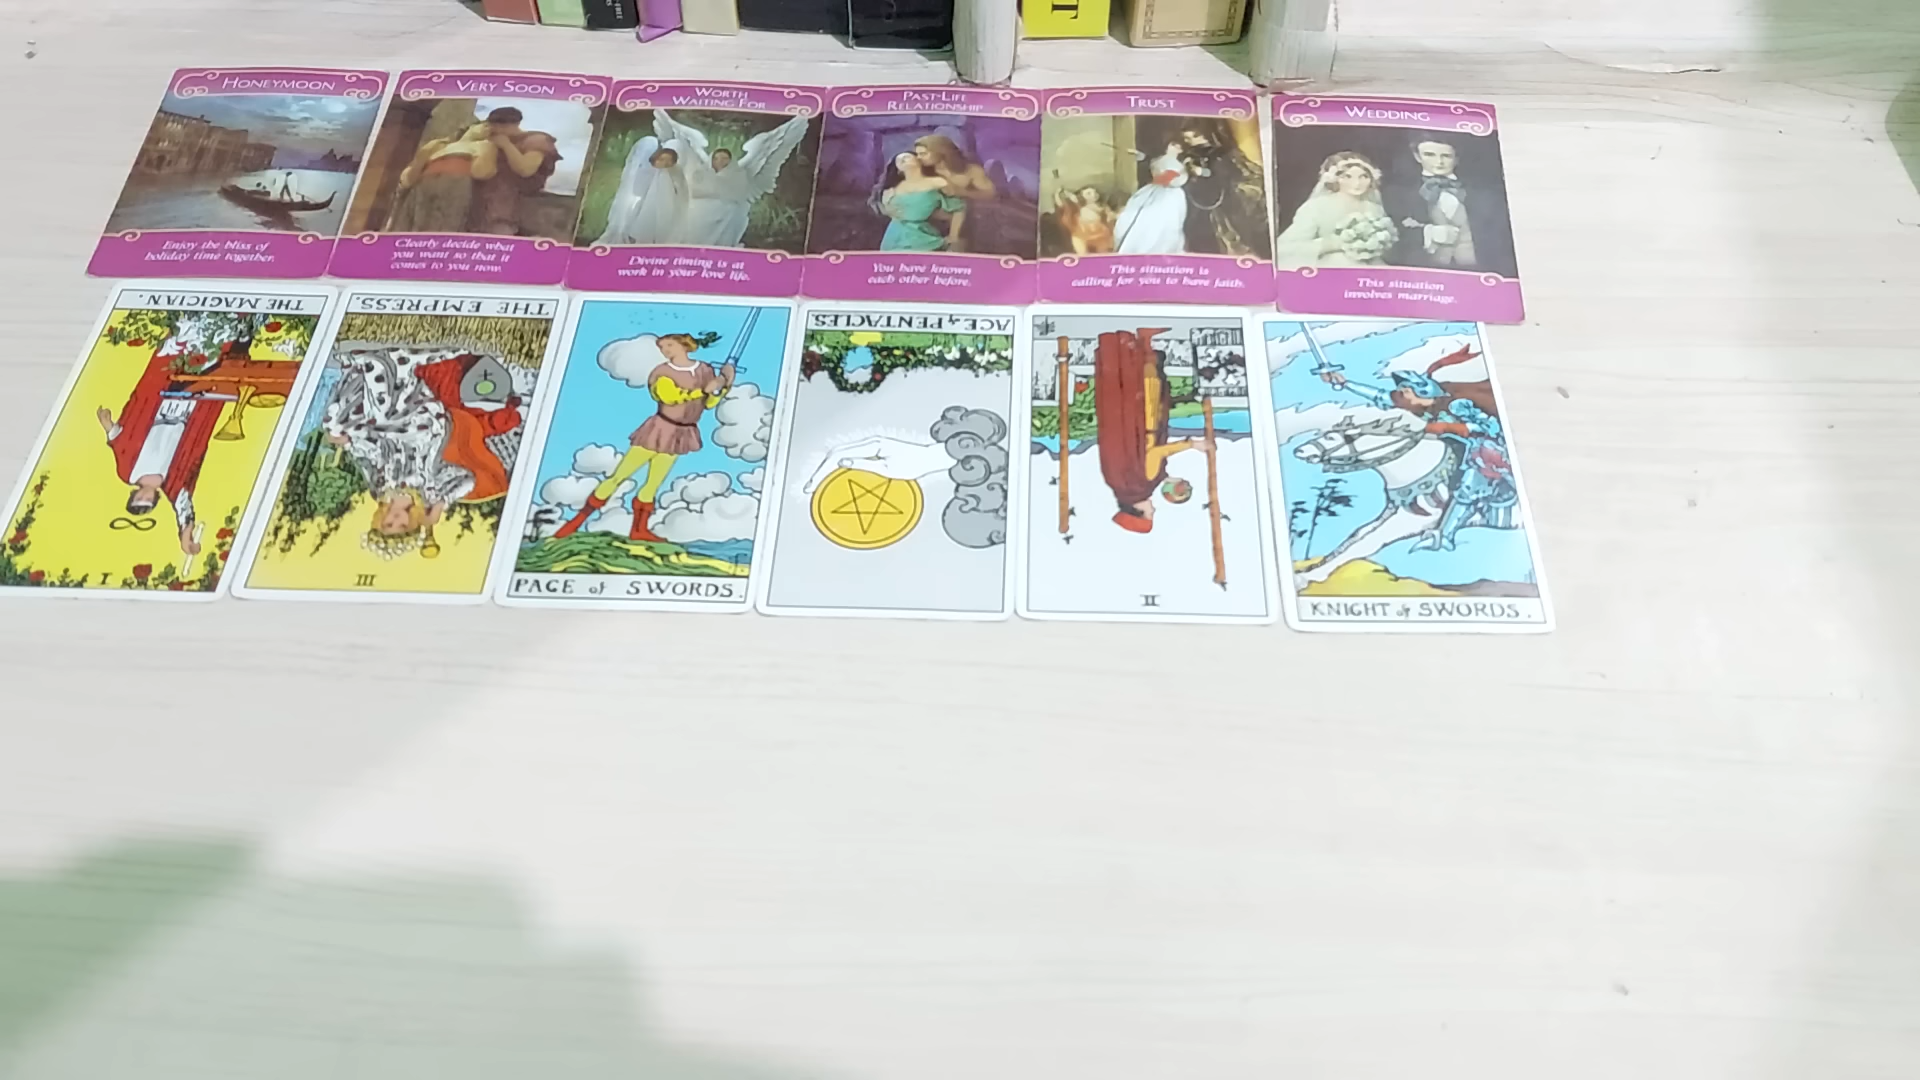 T
HONEYMOON
Enjoy the bliss of
holiday time together.
VERY SOON
Clearly decide what
you want so that it
comes to you now.
WORTH
WAITING FOR
Divine timing is at
work in your love life.
PAST-LIFE
RELATIONSHIP
You have known
each other before.
TRUST
This situation is
calling for you to have faith.
WEDDING
This situation
involves marriage.
THE MAGICIAN.
I
THE EMPRESS.
III
PAGE of SWORDS.
ACE of PENTACLES.
II
KNIGHT of SWORDS.